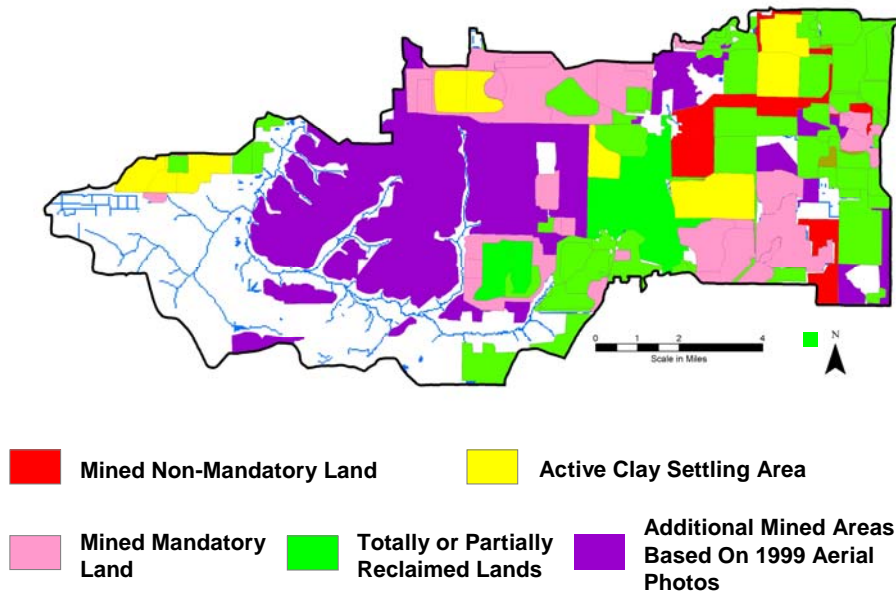 N
0 1 2 4
Scale in Miles
Mined Non-Mandatory Land
Active Clay Settling Area
Mined Mandatory
Land
Totally or Partially
Reclaimed Lands
Additional Mined Areas
Based On 1999 Aerial
Photos